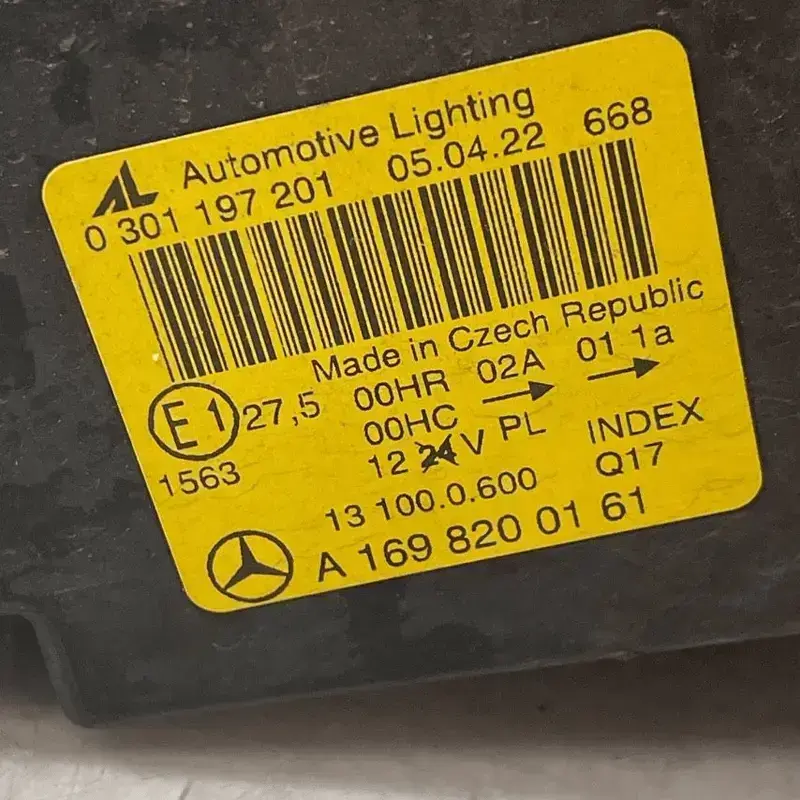 AL Automotive Lighting
0 301 197 201 05.04.22 668
Made in Czech Republic
E1 27,5 00HR 02A 01 1a
00HC → →
1563 12 24V PL INDEX
13 100.0.600 Q17
A 169 820 01 61